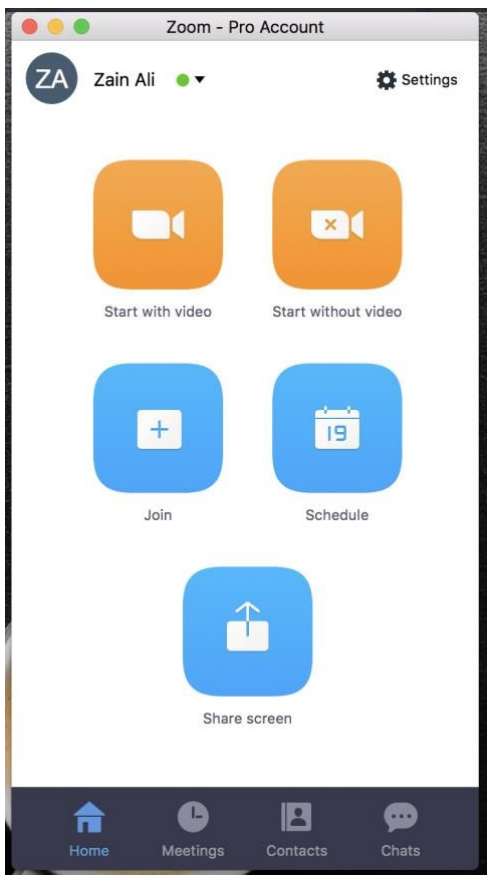 Zoom - Pro Account
ZA Zain Ali Settings
Start with video Start without video
19
Join Schedule
Share screen
Home Meetings Contacts Chats